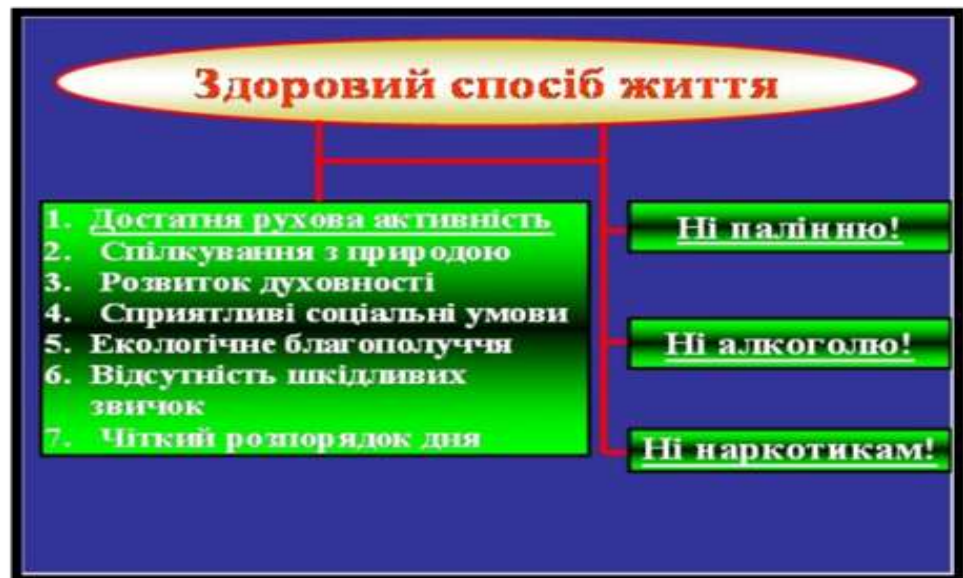 Здоровий спосіб життя
1. Достатня рухова активність
2. Спілкування з природою
3. Розвиток духовності
4. Сприятливі соціальні умови
5. Екологічне благополуччя
6. Відсутність шкідливих
звичок
7. Чіткий розпорядок дня
Ні палінню!
Ні алкоголю!
Ні наркотикам!